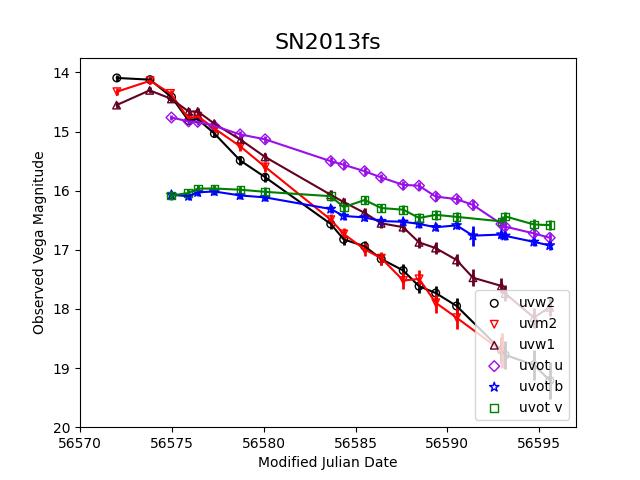 SN2013fs
Observed Vega Magnitude
14
15
16
17
18
19
20
uvw2
uvm2
uvw1
uvot u
uvot b
uvot v
56570
56575
56580
56585
56590
56595
Modified Julian Date